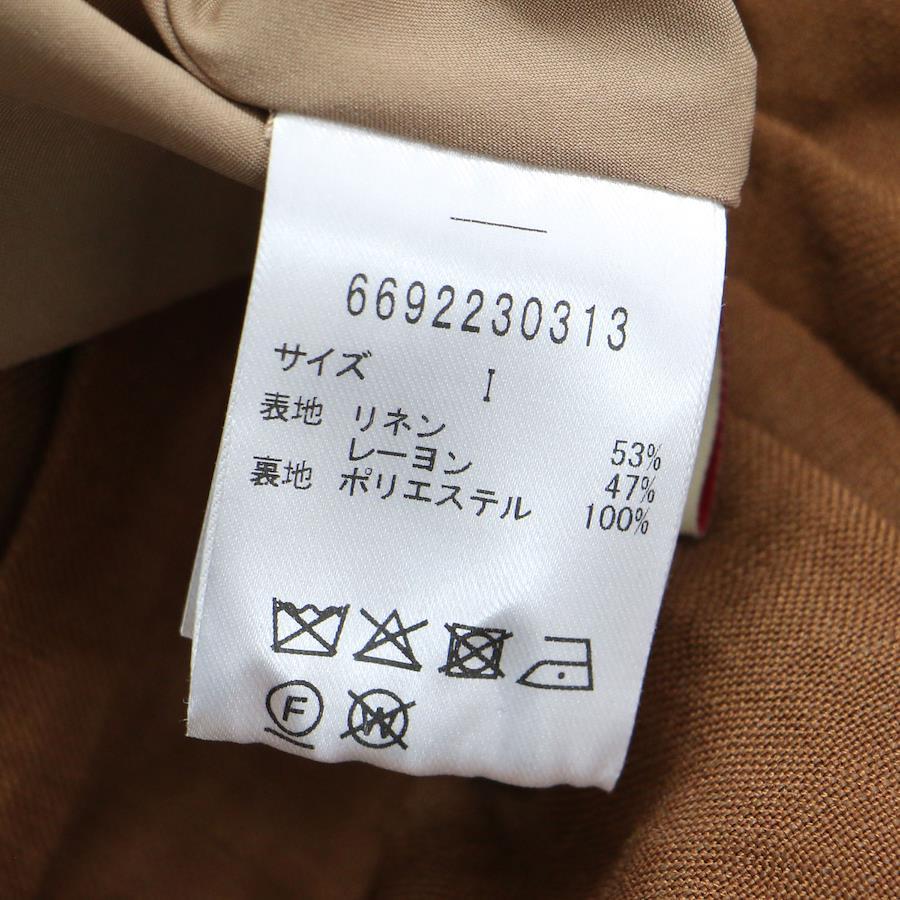 6692230313
サイズ I
表地 リネン 53%
レーヨン 47%
裏地 ポリエステル 100%
F W